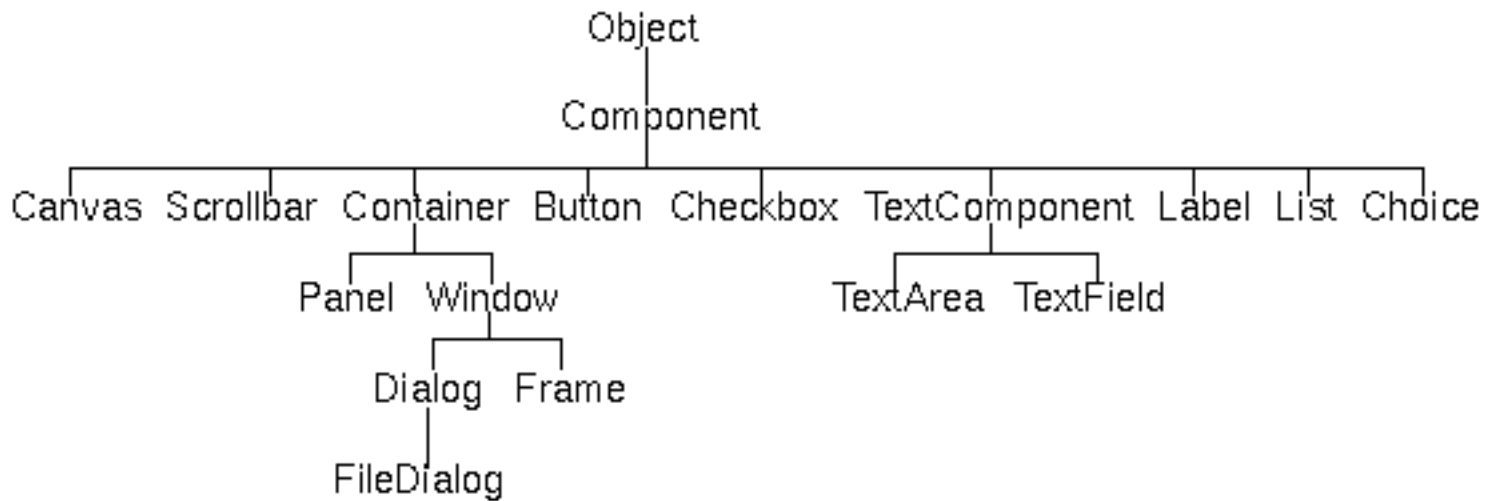 Object
Component
Canvas Scrollbar Container Button Checkbox TextComponent Label List Choice
Panel Window TextArea TextField
Dialog Frame
FileDialog